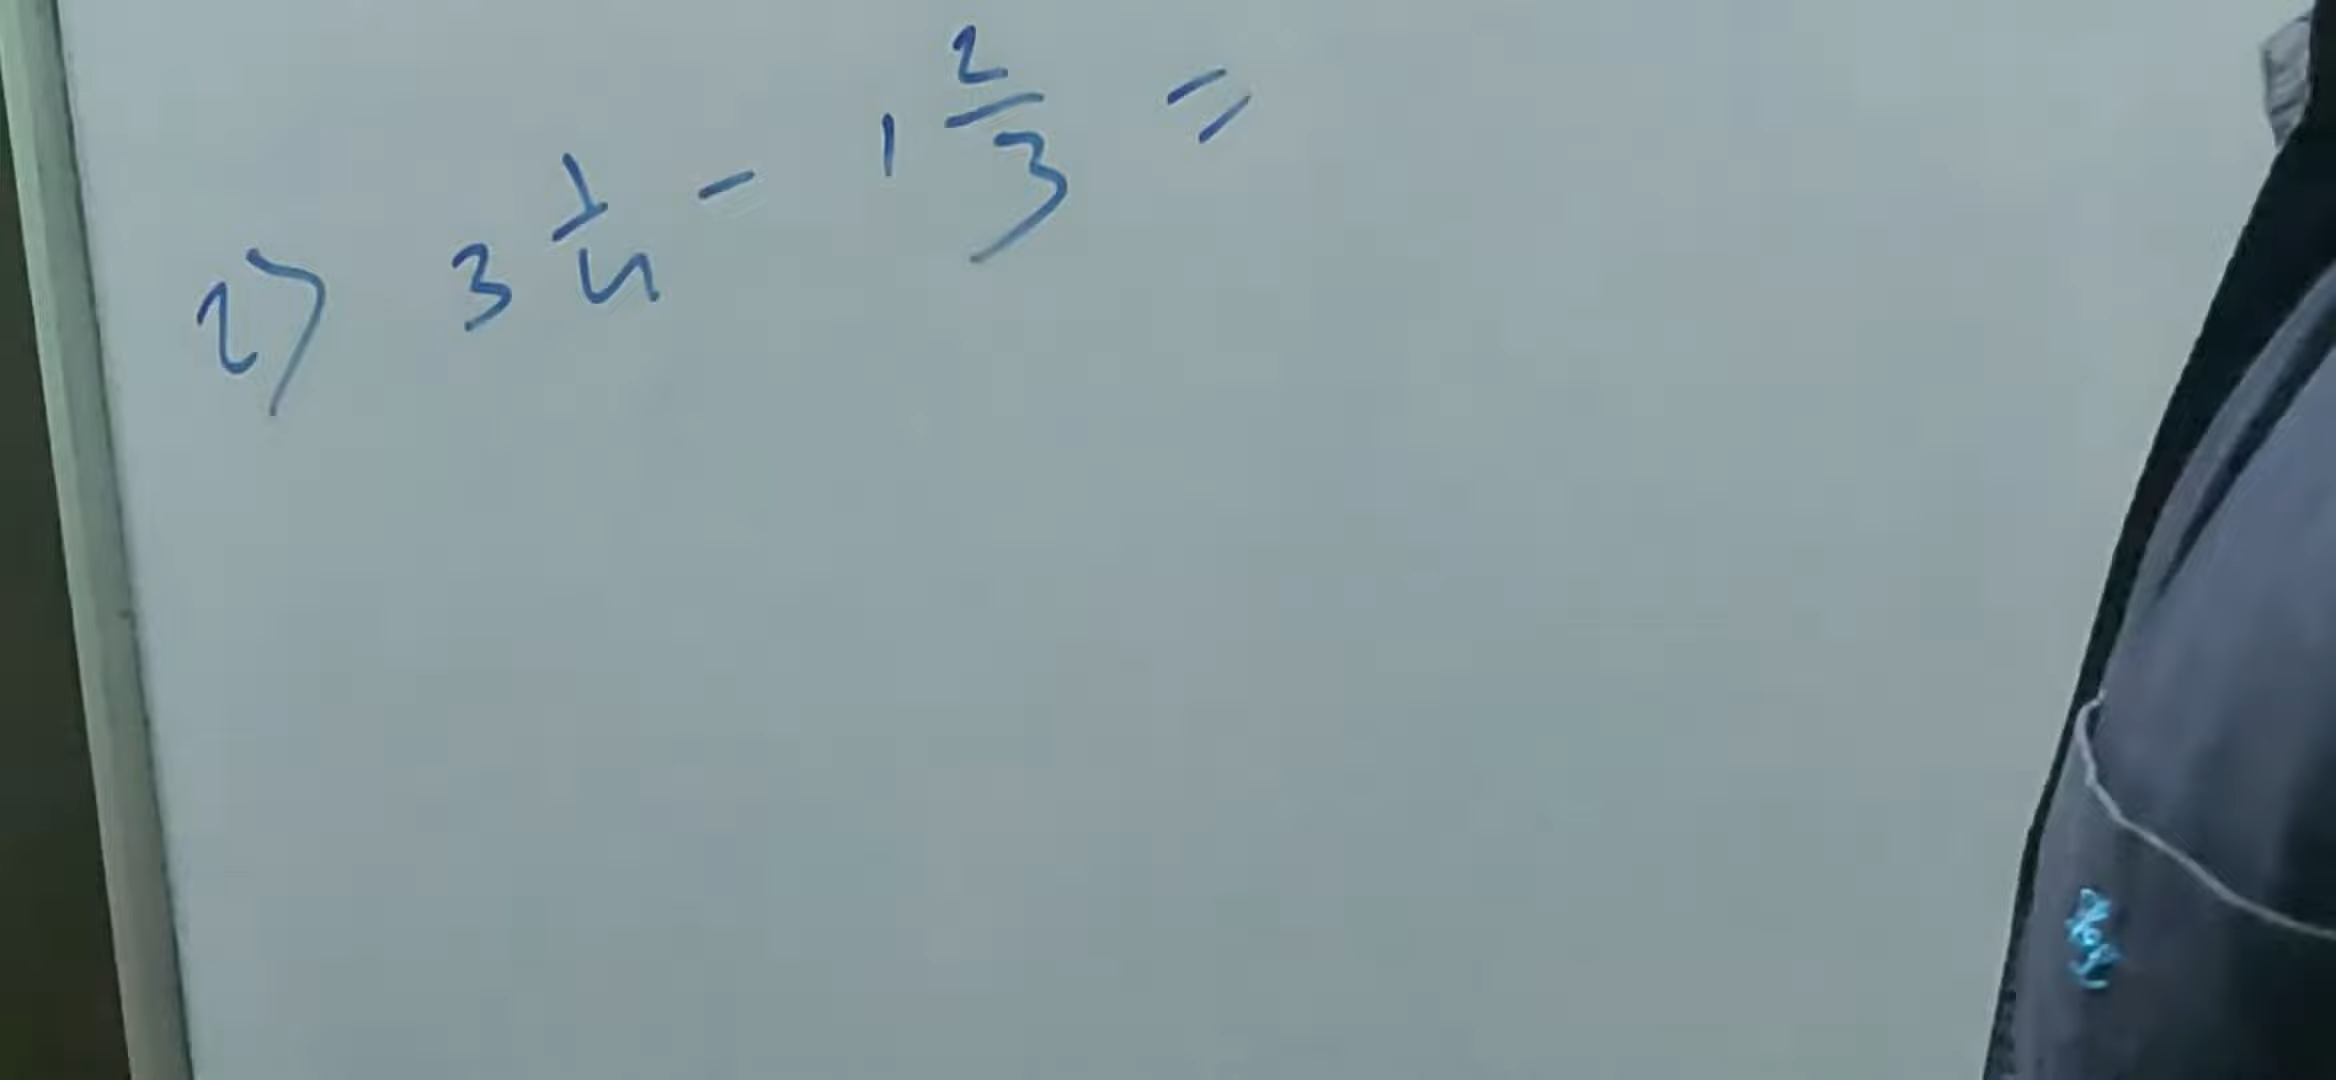 2) 3 1/4 - 1 2/3 =